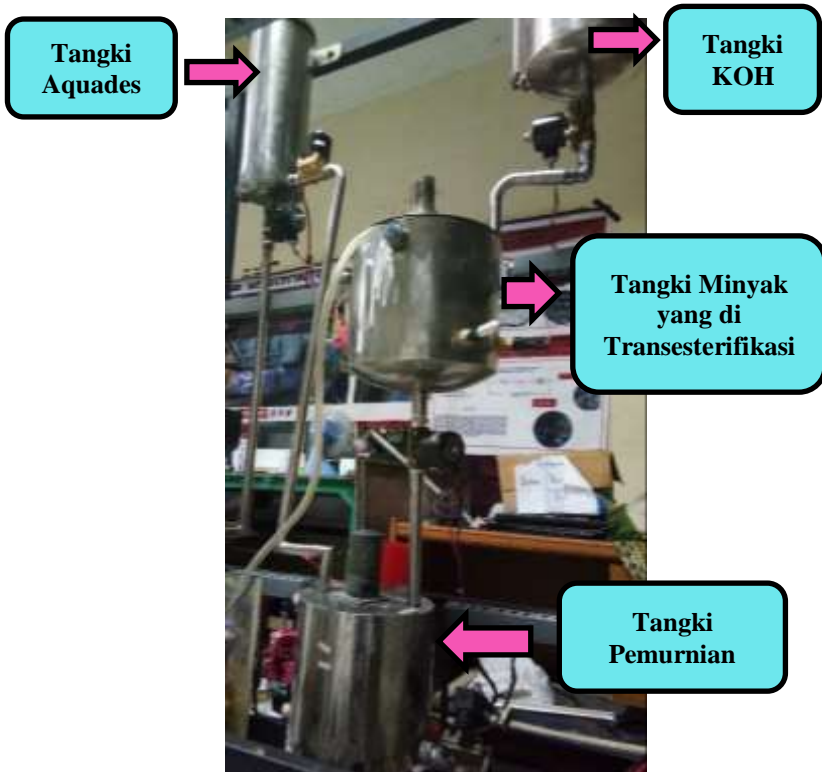 Tangki
Aquades
Tangki
KOH
Tangki Minyak
yang di
Transesterifikasi
Tangki
Pemurnian